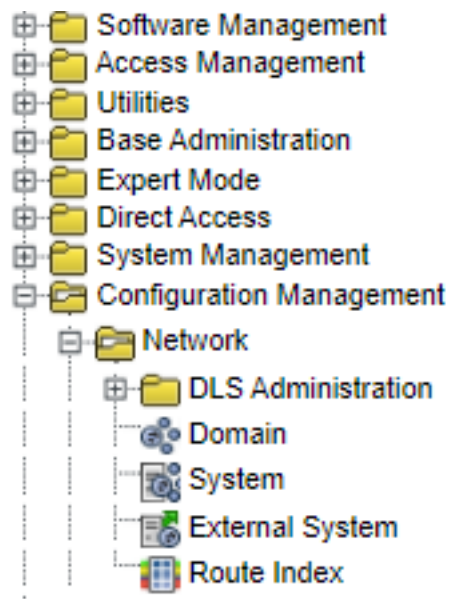 Software Management
Access Management
Utilities
Base Administration
Expert Mode
Direct Access
System Management
Configuration Management
Network
DLS Administration
Domain
System
External System
Route Index